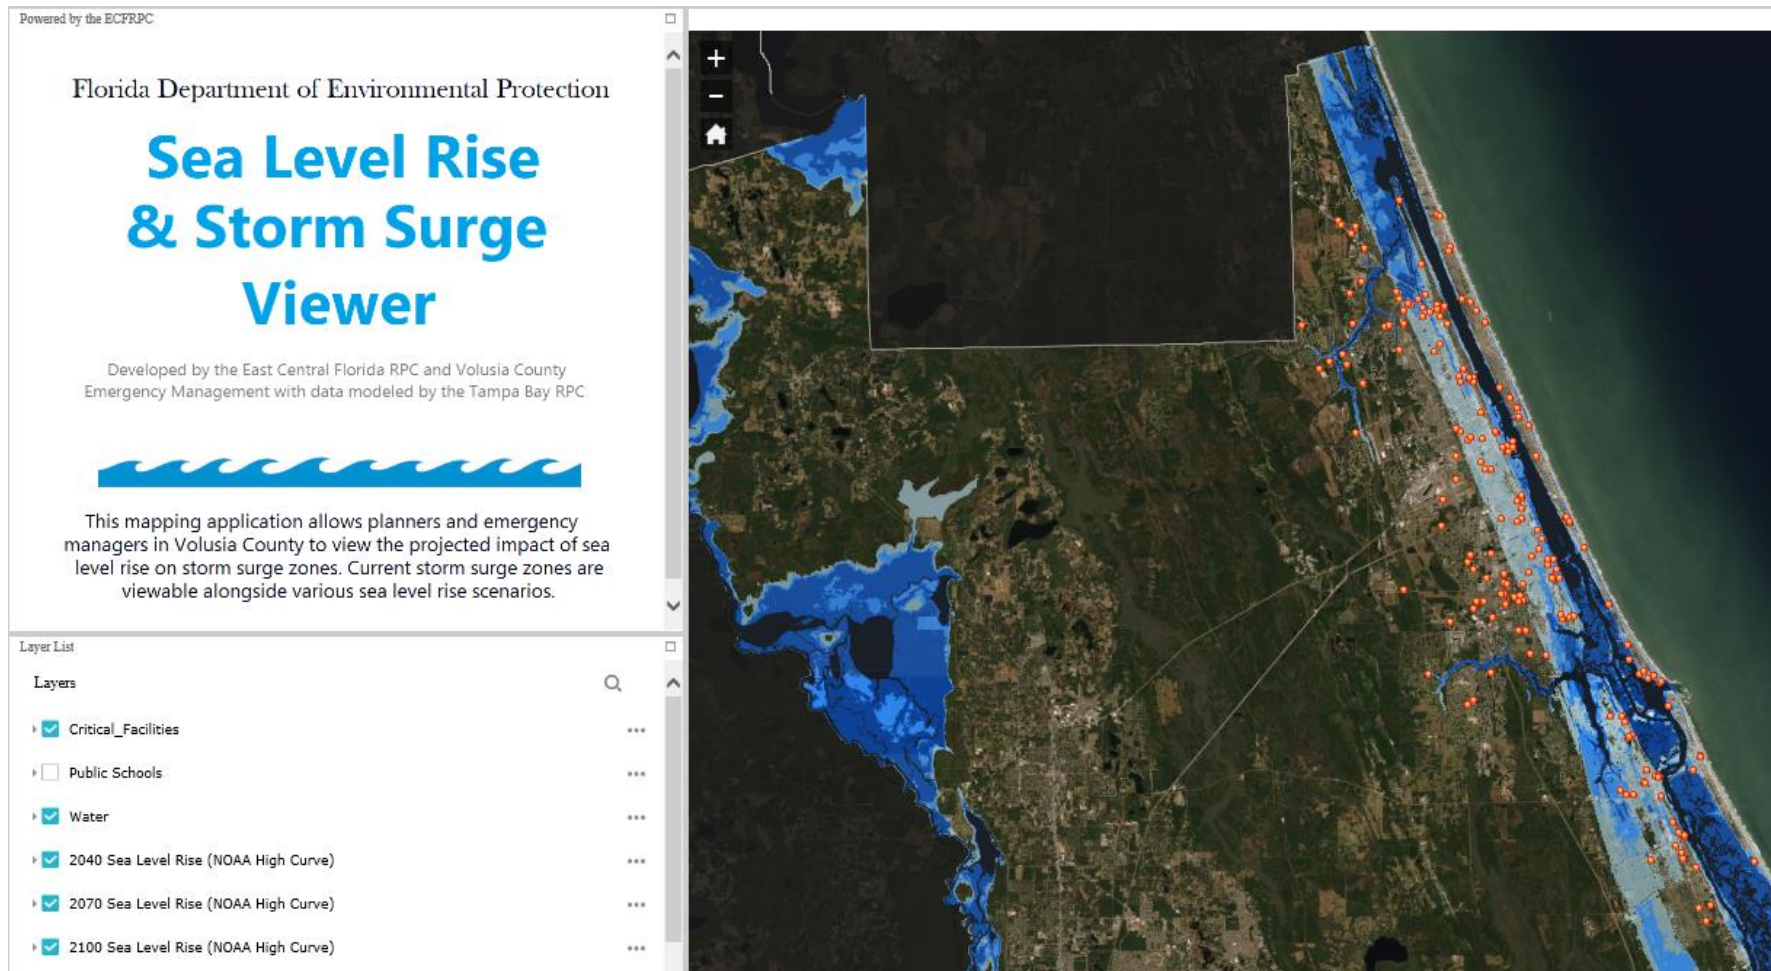 Powered by the ECFRPC
Florida Department of Environmental Protection
Sea Level Rise
& Storm Surge
Viewer
Developed by the East Central Florida RPC and Volusia County
Emergency Management with data modeled by the Tampa Bay RPC
This mapping application allows planners and emergency
managers in Volusia County to view the projected impact of sea
level rise on storm surge zones. Current storm surge zones are
viewable alongside various sea level rise scenarios.
Layer List
Layers
Critical_Facilities
Public Schools
Water
2040 Sea Level Rise (NOAA High Curve)
2070 Sea Level Rise (NOAA High Curve)
2100 Sea Level Rise (NOAA High Curve)